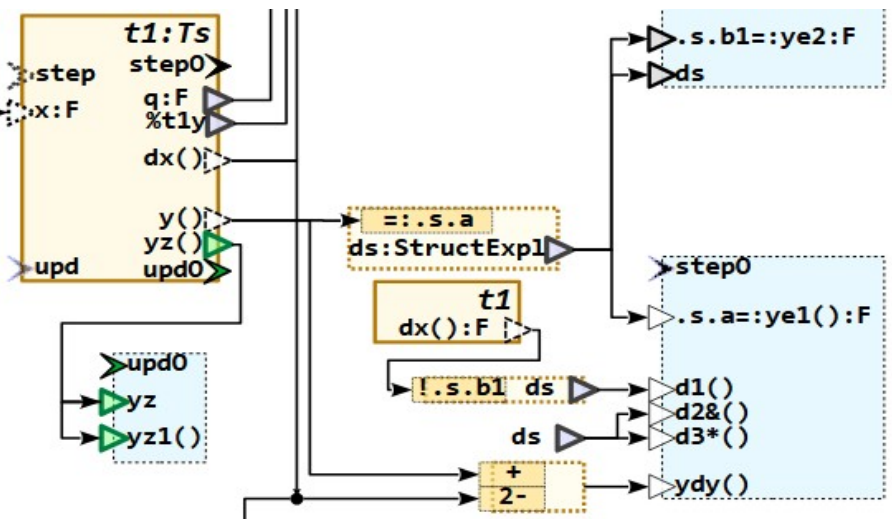 t1:Ts
step0
step
q:F
x:F
%t1y
dx()
y()
yz()
upd
upd0
.s.b1=:ye2:F
ds
=:.s.a
ds:StructExp1
step0
t1
dx():F
.s.a=:ye1():F
upd0
yz
yz1()
!.s.b1 ds
d1()
d2&()
ds
d3*()
+
2-
ydy()